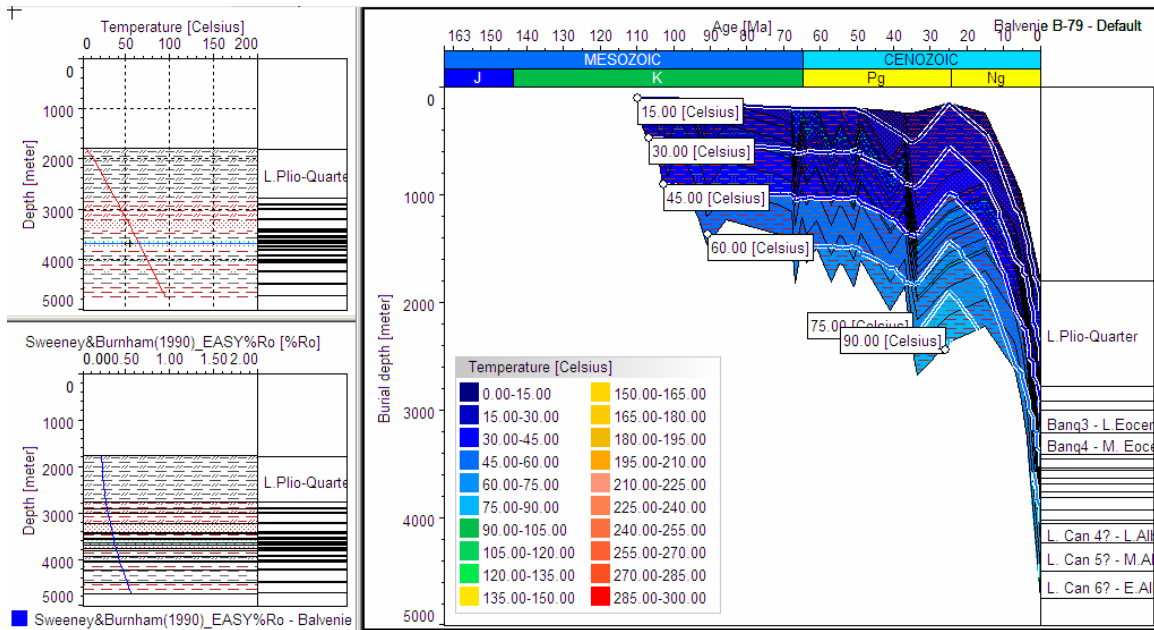 Temperature [Celsius]
0 50 100 150 200
0
1000
2000
3000
4000
5000
Depth [meter]
L.Plio-Quarte
Sweeney&Burnham(1990)_EASY%Ro [%Ro]
0.000.50 1.00 1.50 2.00
0
1000
2000
3000
4000
5000
Depth [meter]
L.Plio-Quarte
Sweeney&Burnham(1990)_EASY%Ro - Balvenie
Age [Ma]
Balvenie B-79 - Default
163 150 140 130 120 110 100 90 80 70 60 50 40 30 20 10 0
MESOZOIC CENOZOIC
J K Pg Ng
0
1000
2000
3000
4000
5000
Burial depth [meter]
15.00 [Celsius]
30.00 [Celsius]
45.00 [Celsius]
60.00 [Celsius]
75.00 [Celsius]
90.00 [Celsius]
Temperature [Celsius]
0.00-15.00 150.00-165.00
15.00-30.00 165.00-180.00
30.00-45.00 180.00-195.00
45.00-60.00 195.00-210.00
60.00-75.00 210.00-225.00
75.00-90.00 225.00-240.00
90.00-105.00 240.00-255.00
105.00-120.00 255.00-270.00
120.00-135.00 270.00-285.00
135.00-150.00 285.00-300.00
L.Plio-Quarter
Banq3 - L.Eocen
Banq4 - M. Eoce
L. Can 4? - L.Alb
L. Can 5? - M.Al
L. Can 6? - E.Al